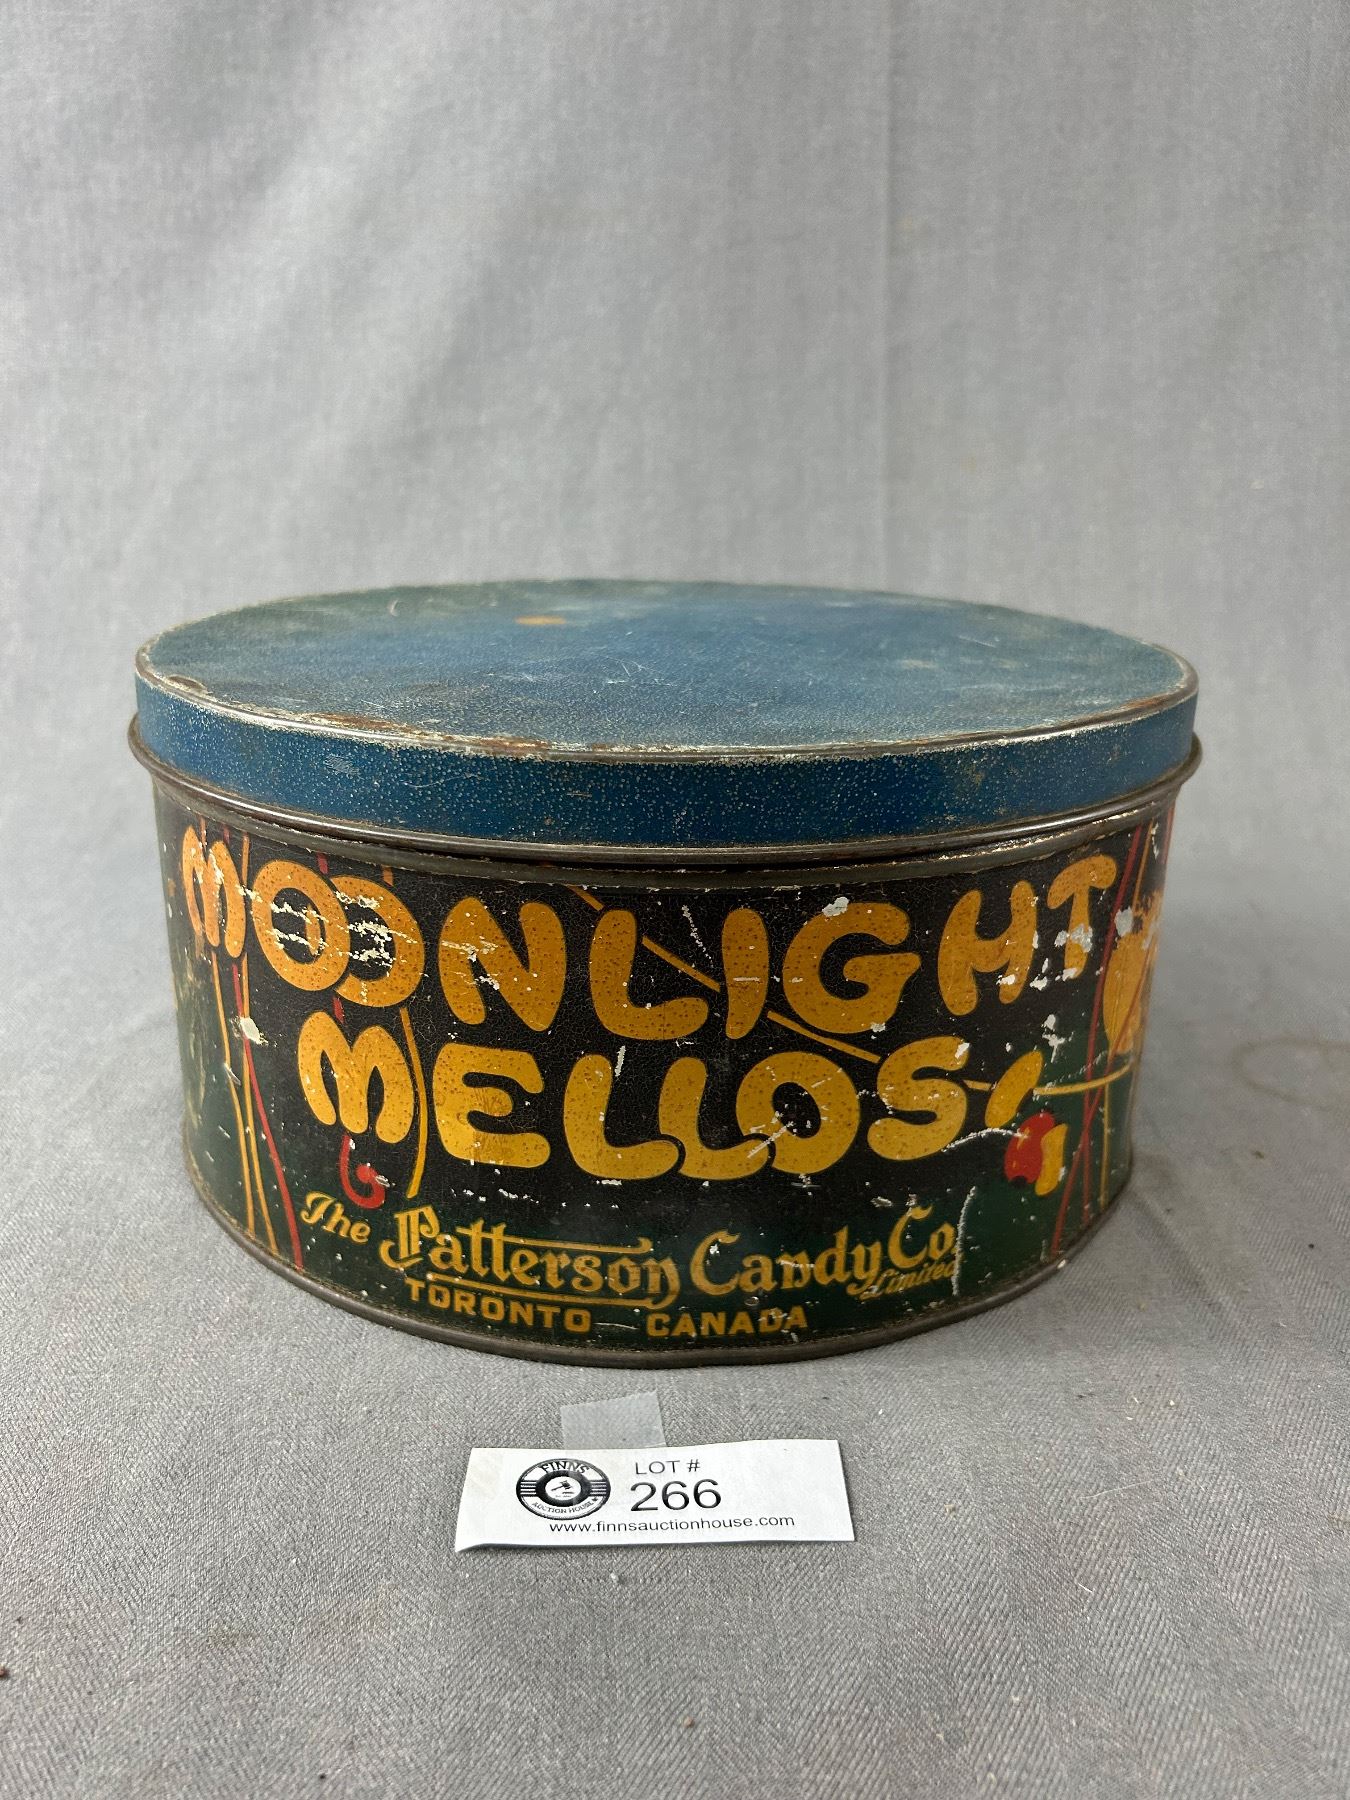 MOONLIGHT
MELLOS
The Patterson Candy Co.
Limited
TORONTO CANADA
FINNS
AUCTION HOUSE
LOT #
266
www.finnsauctionhouse.com